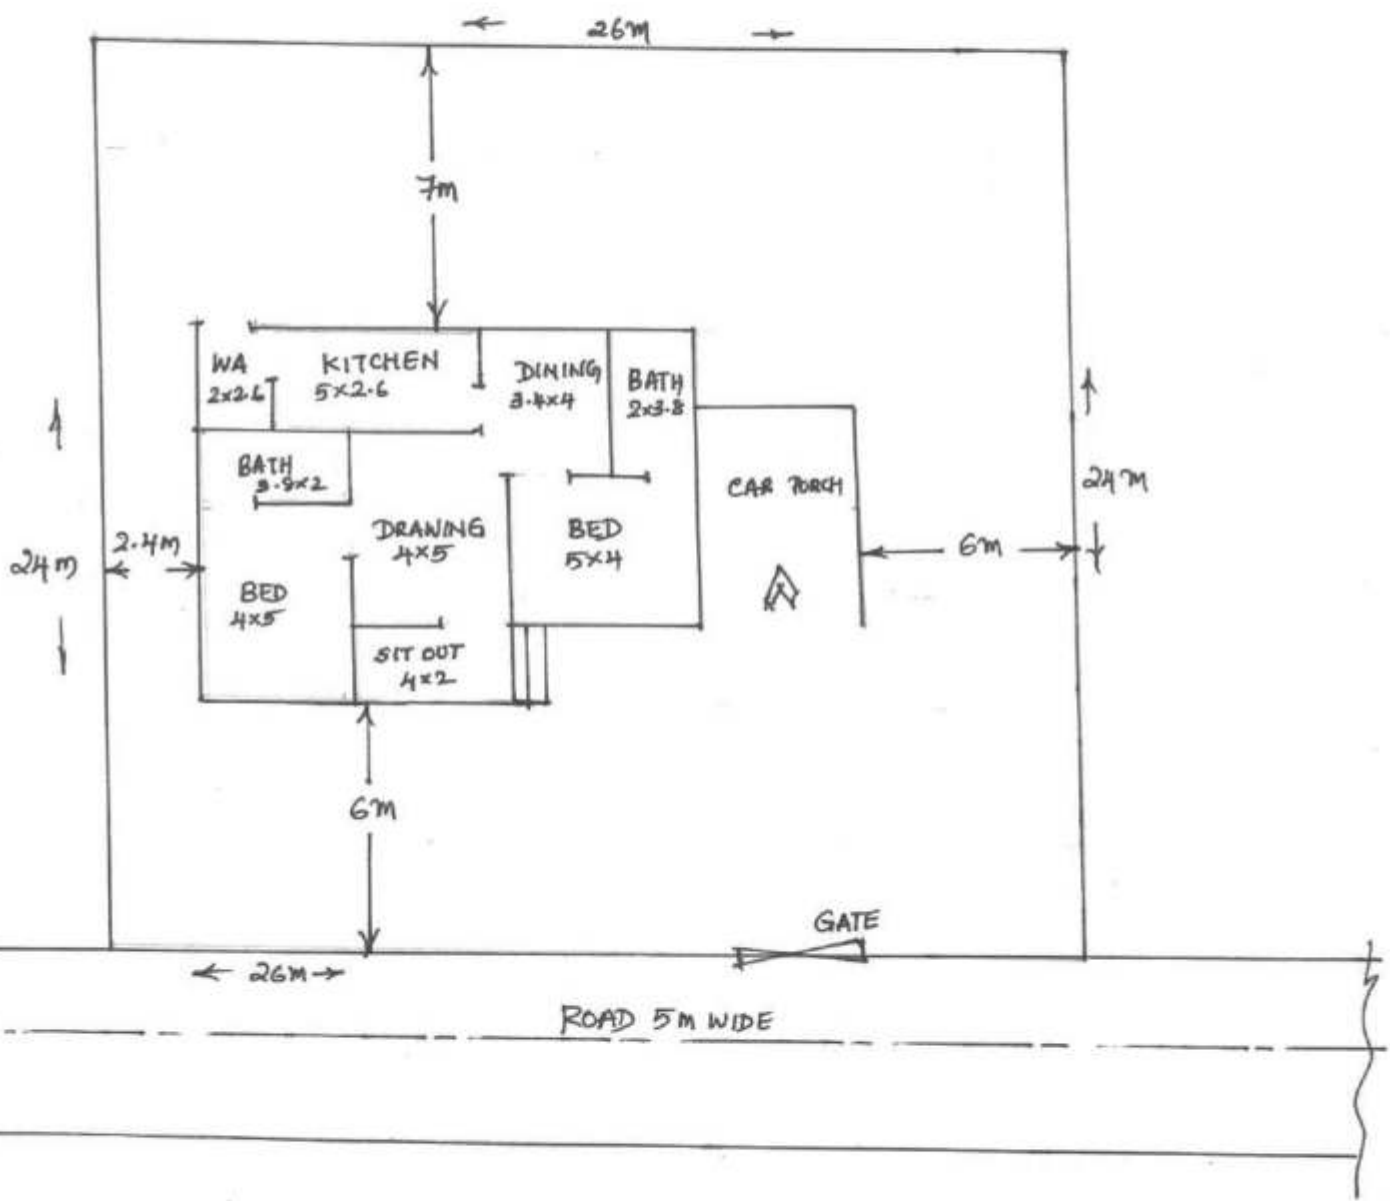 26m
7m
WA
2x2.6
KITCHEN
5x2.6
DINING
3.4x4
BATH
2x3.8
BATH
3.8x2
DRAWING
4x5
BED
5x4
CAR PORCH
24m
2.4m
24m
6m
BED
4x5
SIT OUT
4x2
6m
GATE
26m
ROAD 5m WIDE